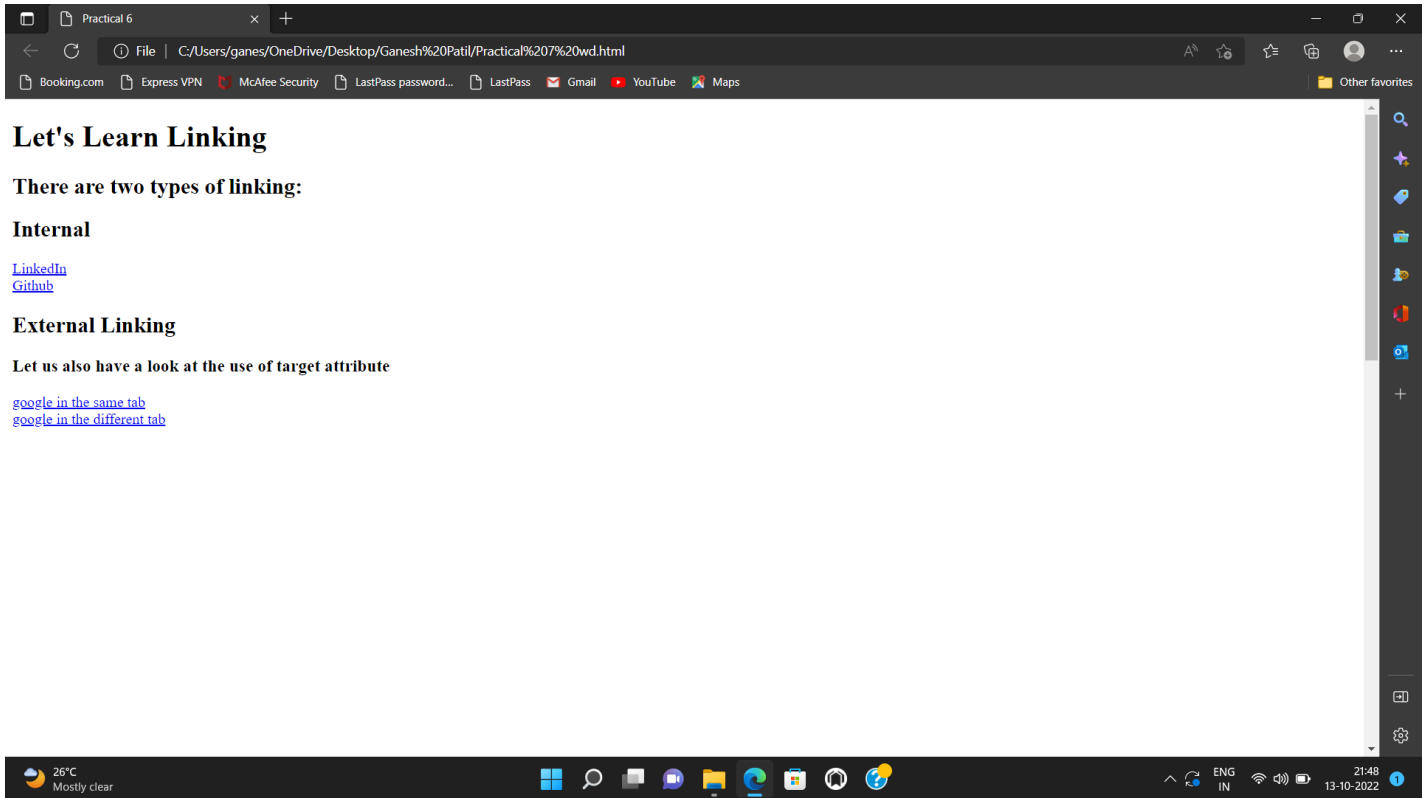 Practical 6
File | C:/Users/ganes/OneDrive/Desktop/Ganesh%20Patil/Practical%207%20wd.html
Booking.com Express VPN McAfee Security LastPass password... LastPass Gmail YouTube Maps Other favorites
Let's Learn Linking
There are two types of linking:
Internal
LinkedIn
Github
External Linking
Let us also have a look at the use of target attribute
google in the same tab
google in the different tab
26°C
Mostly clear
ENG
IN
21:48
13-10-2022
1